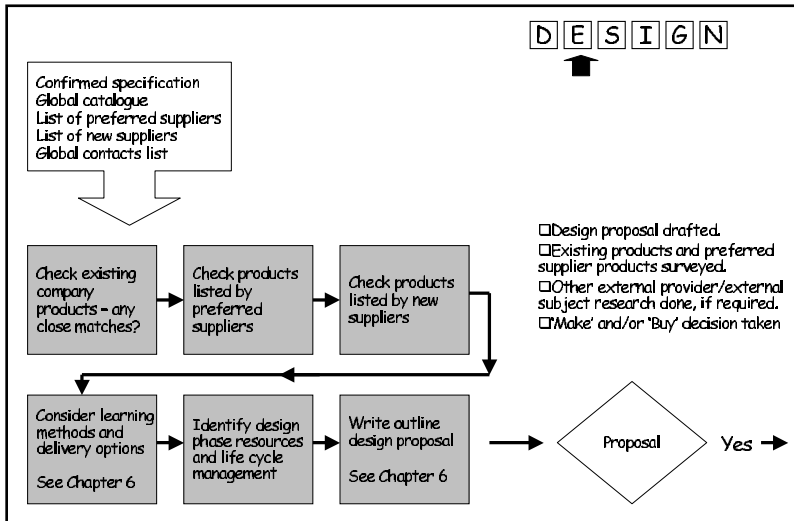 DESIGN
Confirmed specification
Global catalogue
List of preferred suppliers
List of new suppliers
Global contacts list
❑Design proposal drafted.
❑Existing products and preferred
supplier products surveyed.
❑Other external provider/external
subject research done, if required.
❑'Make' and/or 'Buy' decision taken
Check existing
company
products – any
close matches?
Check products
listed by
preferred
suppliers
Check products
listed by new
suppliers
Consider learning
methods and
delivery options
See Chapter 6
Identify design
phase resources
and life cycle
management
Write outline
design proposal
See Chapter 6
Proposal
Yes